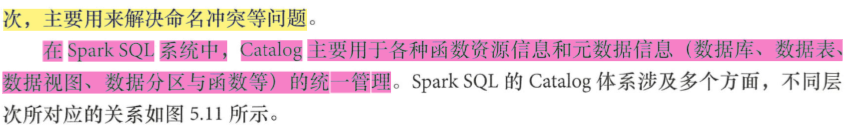 次，主要用来解决命名冲突等问题。
在 Spark SQL 系统中，Catalog 主要用于各种函数资源信息和元数据信息（数据库、数据表、
数据视图、数据分区与函数等）的统一管理。Spark SQL 的 Catalog 体系涉及多个方面，不同层
次所对应的关系如图 5.11 所示。